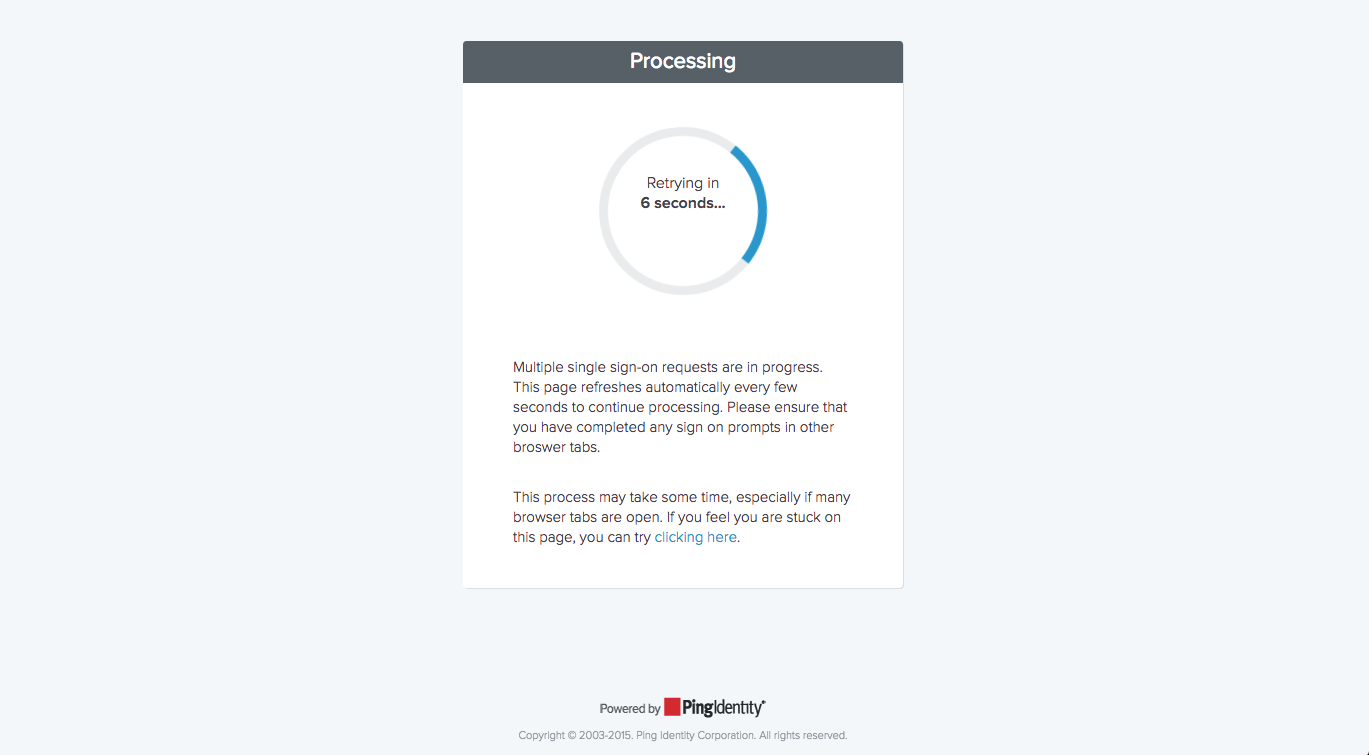 Processing
Retrying in
6 seconds...
Multiple single sign-on requests are in progress.
This page refreshes automatically every few
seconds to continue processing. Please ensure that
you have completed any sign on prompts in other
broswer tabs.
This process may take some time, especially if many
browser tabs are open. If you feel you are stuck on
this page, you can try clicking here.
Powered by PingIdentity®
Copyright © 2003-2015. Ping Identity Corporation. All rights reserved.